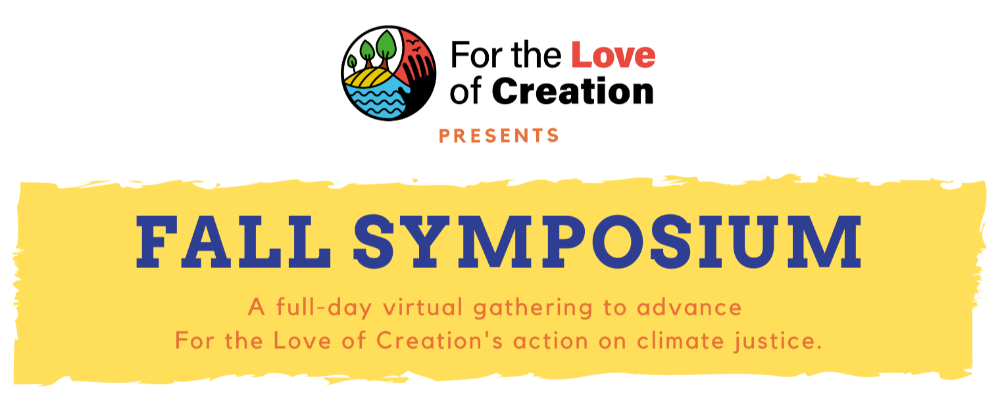 For the Love
of Creation
PRESENTS
FALL SYMPOSIUM
A full-day virtual gathering to advance
For the Love of Creation's action on climate justice.